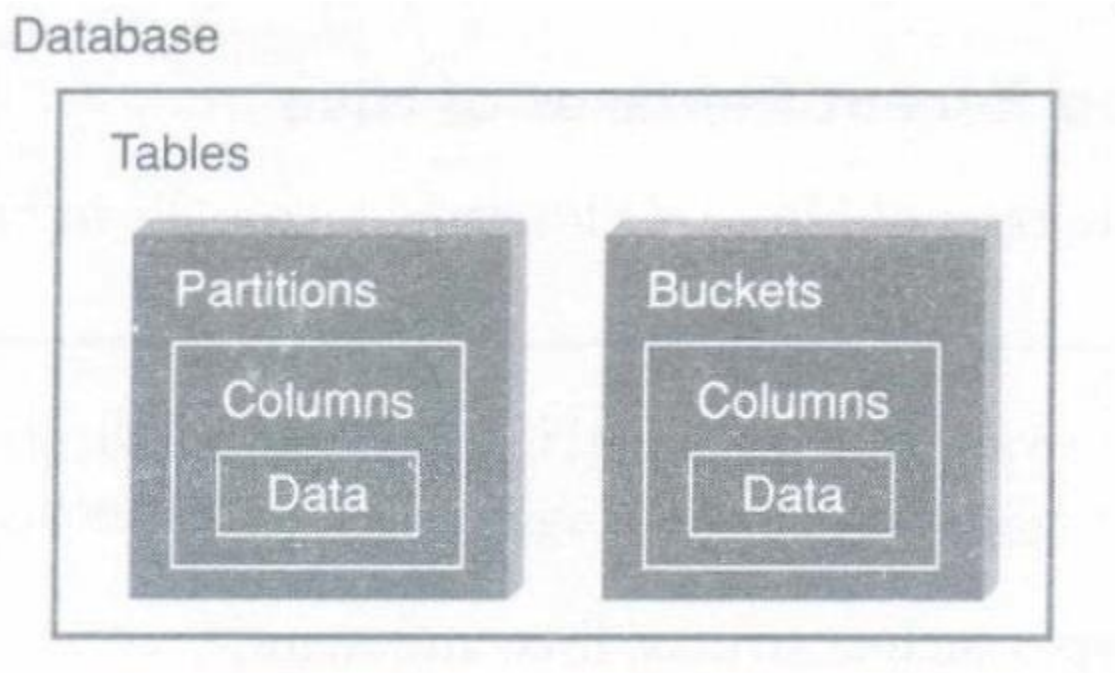 Database
Tables
Partitions
Buckets
Columns
Columns
Data
Data